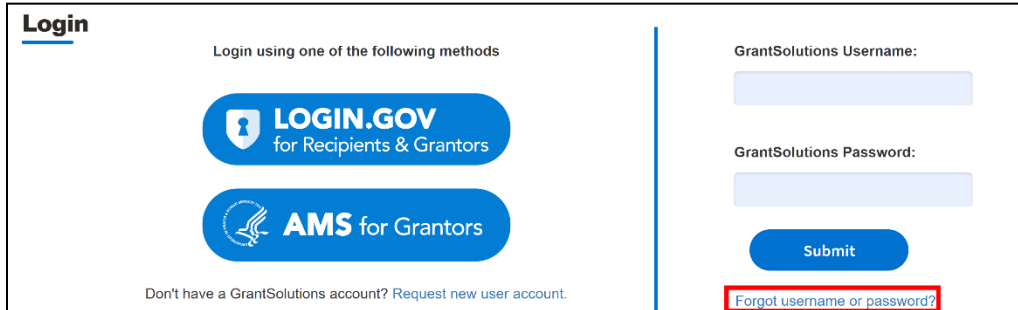 Login
Login using one of the following methods
LOGIN.GOV
for Recipients & Grantors
AMS for Grantors
Don't have a GrantSolutions account? Request new user account.
GrantSolutions Username:
GrantSolutions Password:
Submit
Forgot username or password?